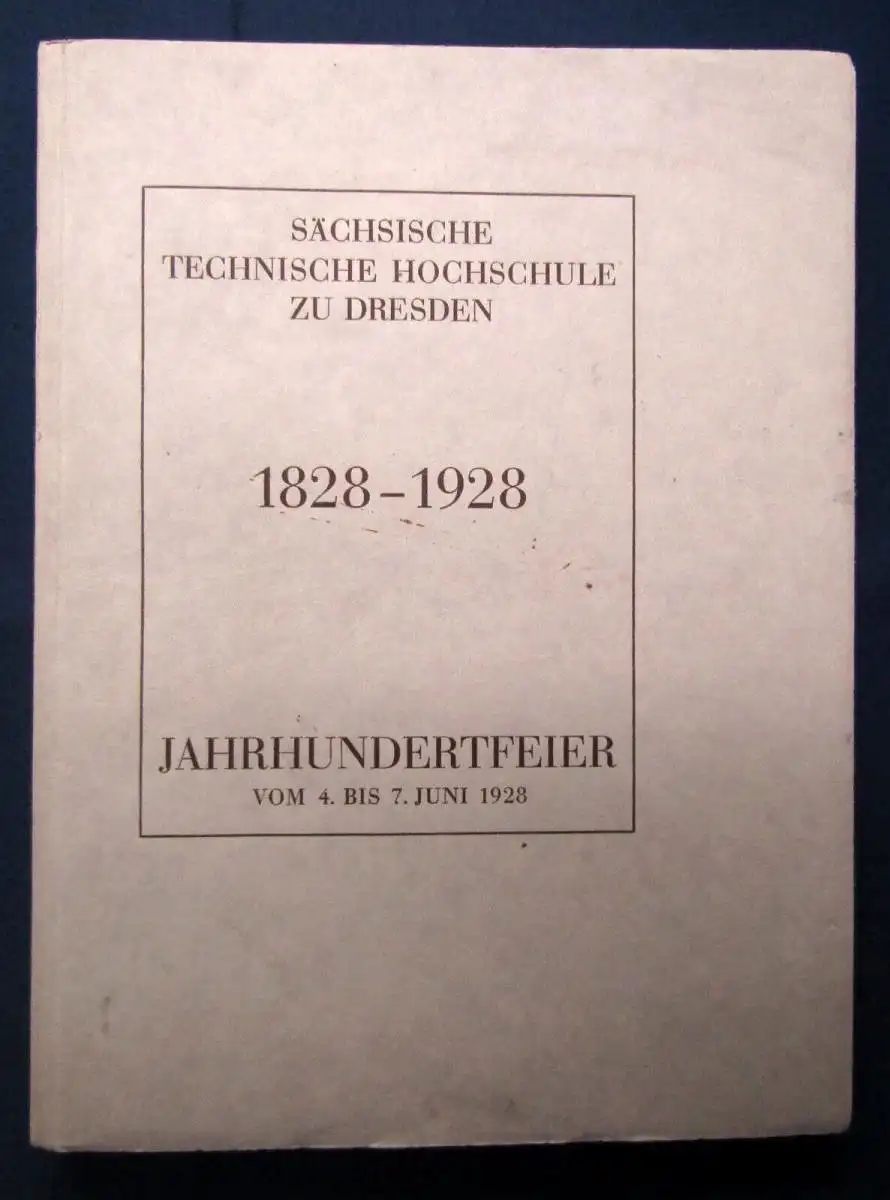 SÄCHSISCHE
TECHNISCHE HOCHSCHULE
ZU DRESDEN
1828–1928
JAHRHUNDERTFEIER
VOM 4. BIS 7. JUNI 1928